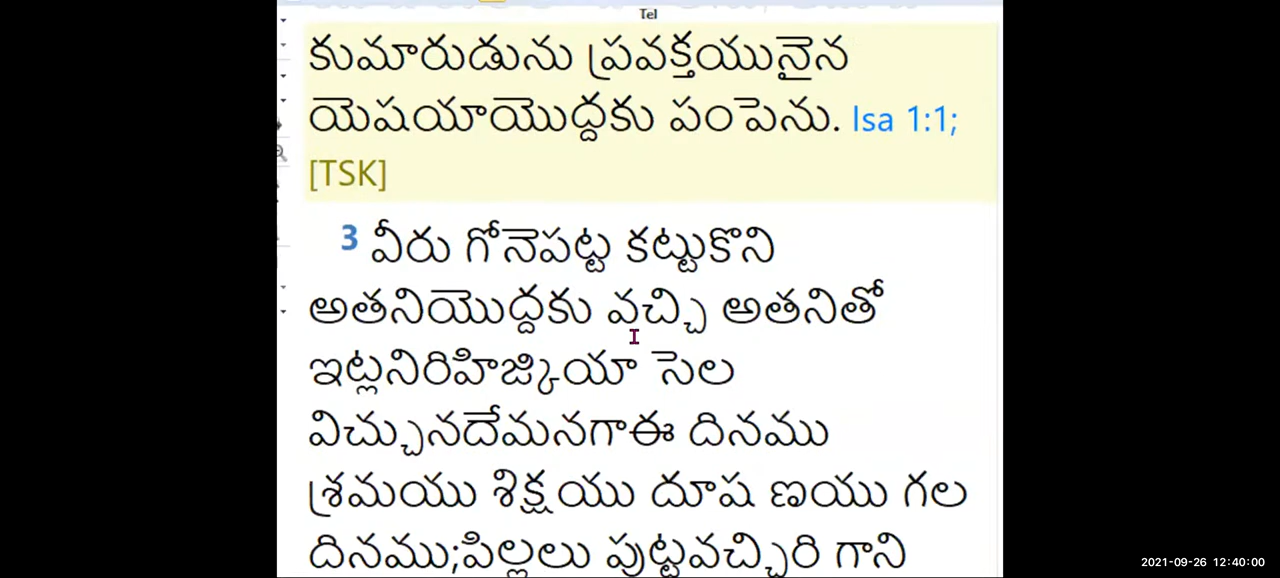 Tel
కుమారుడును ప్రవక్తయునైన
యెషయాయొద్దకు పంపెను. Isa 1:1;
[TSK]
3 వీరు గోనెపట్ట కట్టుకొని
అతనియొద్దకు వచ్చి అతనితో
ఇట్లనిరిహిజ్కియా సెల
విచ్చునదేమనగాఈ దినము
శ్రమయు శిక్షయు దూష ణయు గల
దినము;పిల్లలు పుట్టవచ్చిరి గాని
2021-09-26 12:40:00